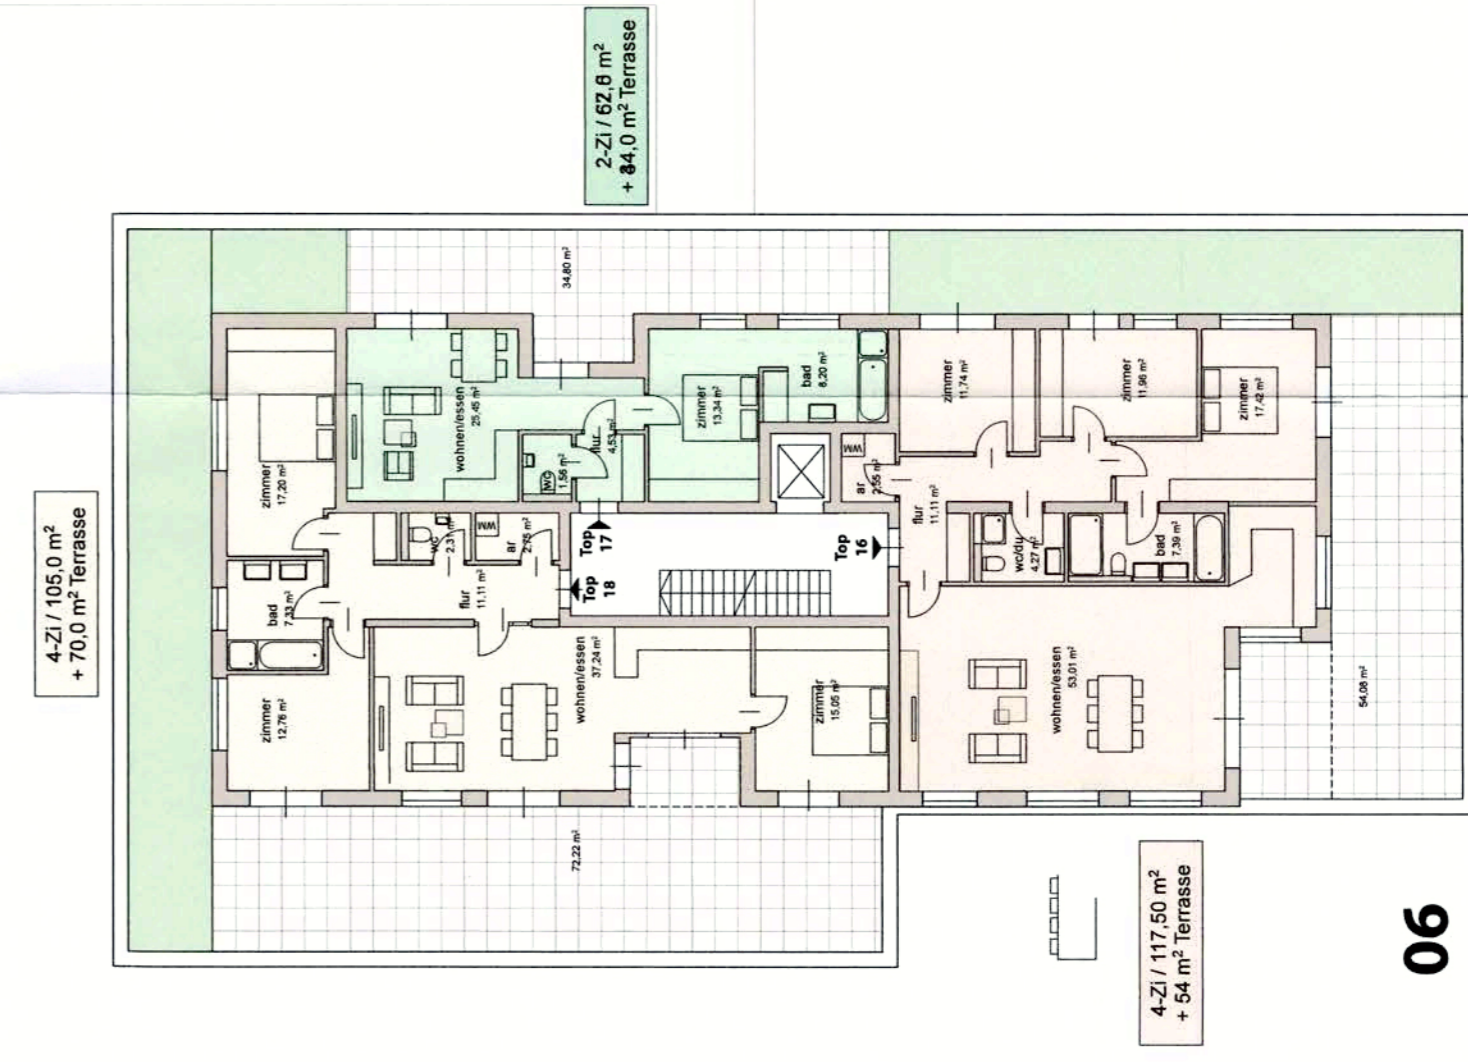 4-Zi / 105,0 m²
+ 70,0 m² Terrasse
2-Zi / m²
+ m² Terrasse
4-Zi / 117,50 m²
+ 54 m² Terrasse
34,80 m²
zimmer
17,20 m²
wohnen/essen
25,45 m²
WC
1,56 m²
flur
4,53 m²
zimmer
13,34 m²
bad
8,20 m²
zimmer
11,74 m²
zimmer
11,96 m²
zimmer
17,42 m²
WM
ar
2,55 m²
flur
11,11 m²
wc/du
4,27 m²
bad
7,39 m²
wohnen/essen
53,01 m²
54,08 m²
Top
16
Top
17
Top
18
wc
2,31 m²
WM
ar
2,75 m²
flur
11,11 m²
bad
7,33 m²
zimmer
12,76 m²
wohnen/essen
37,24 m²
zimmer
15,05 m²
72,22 m²
06